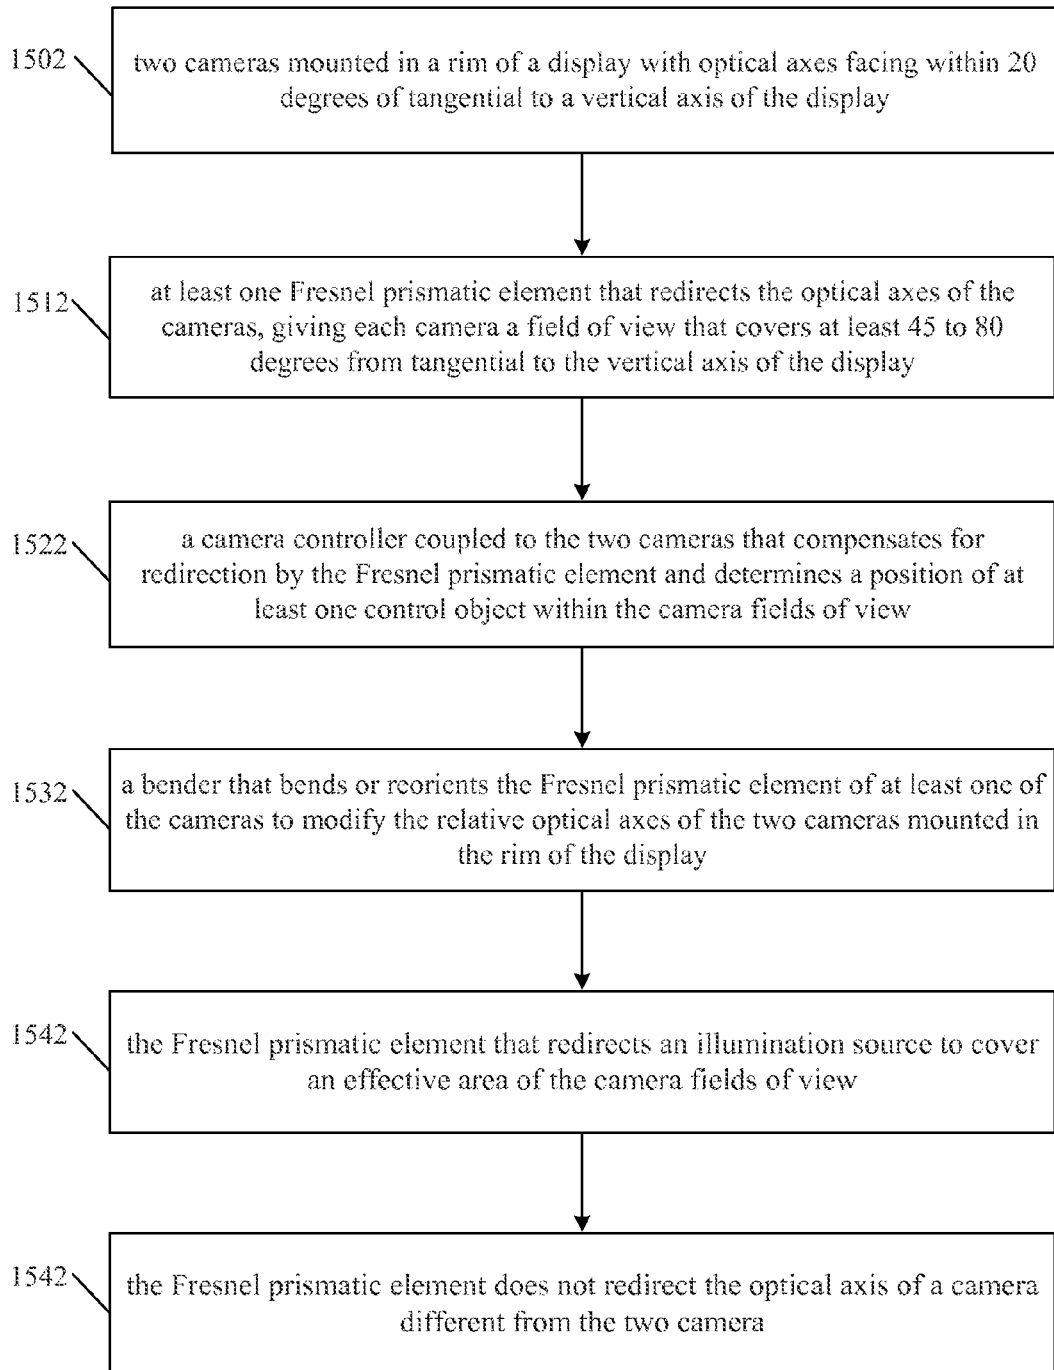 1502
two cameras mounted in a rim of a display with optical axes facing within 20
degrees of tangential to a vertical axis of the display
1512
at least one Fresnel prismatic element that redirects the optical axes of the
cameras, giving each camera a field of view that covers at least 45 to 80
degrees from tangential to the vertical axis of the display
1522
a camera controller coupled to the two cameras that compensates for
redirection by the Fresnel prismatic element and determines a position of at
least one control object within the camera fields of view
1532
a bender that bends or reorients the Fresnel prismatic element of at least one of
the cameras to modify the relative optical axes of the two cameras mounted in
the rim of the display
1542
the Fresnel prismatic element that redirects an illumination source to cover
an effective area of the camera fields of view
1542
the Fresnel prismatic element does not redirect the optical axis of a camera
different from the two camera